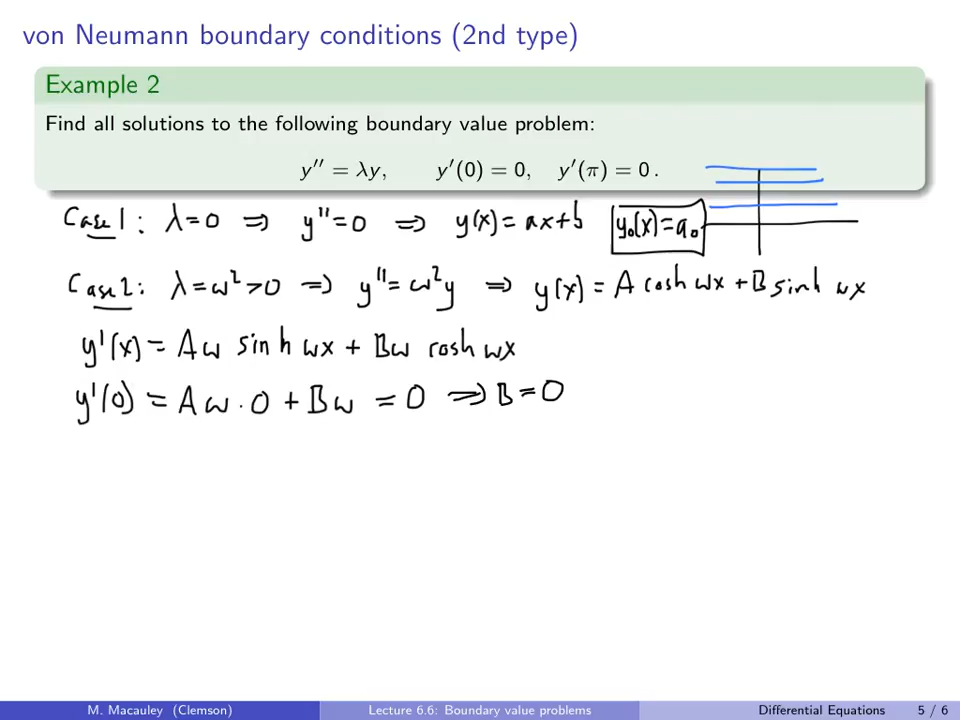 von Neumann boundary conditions (2nd type)
Example 2
Find all solutions to the following boundary value problem:
y′′ = λy, y′(0) = 0, y′(π) = 0.
Case 1: λ=0 ⇒ y"=0 ⇒ y(x)=ax+b y₀(x)=a₀
Case 2: λ=ω²>0 ⇒ y"=ω²y ⇒ y(x)=A cosh ωx+B sinh ωx
y'(x)=Aω sinh ωx+Bω cosh ωx
y'(0)=Aω·0+Bω=0 ⇒ B=0
M. Macauley (Clemson) Lecture 6.6: Boundary value problems Differential Equations 5 / 6